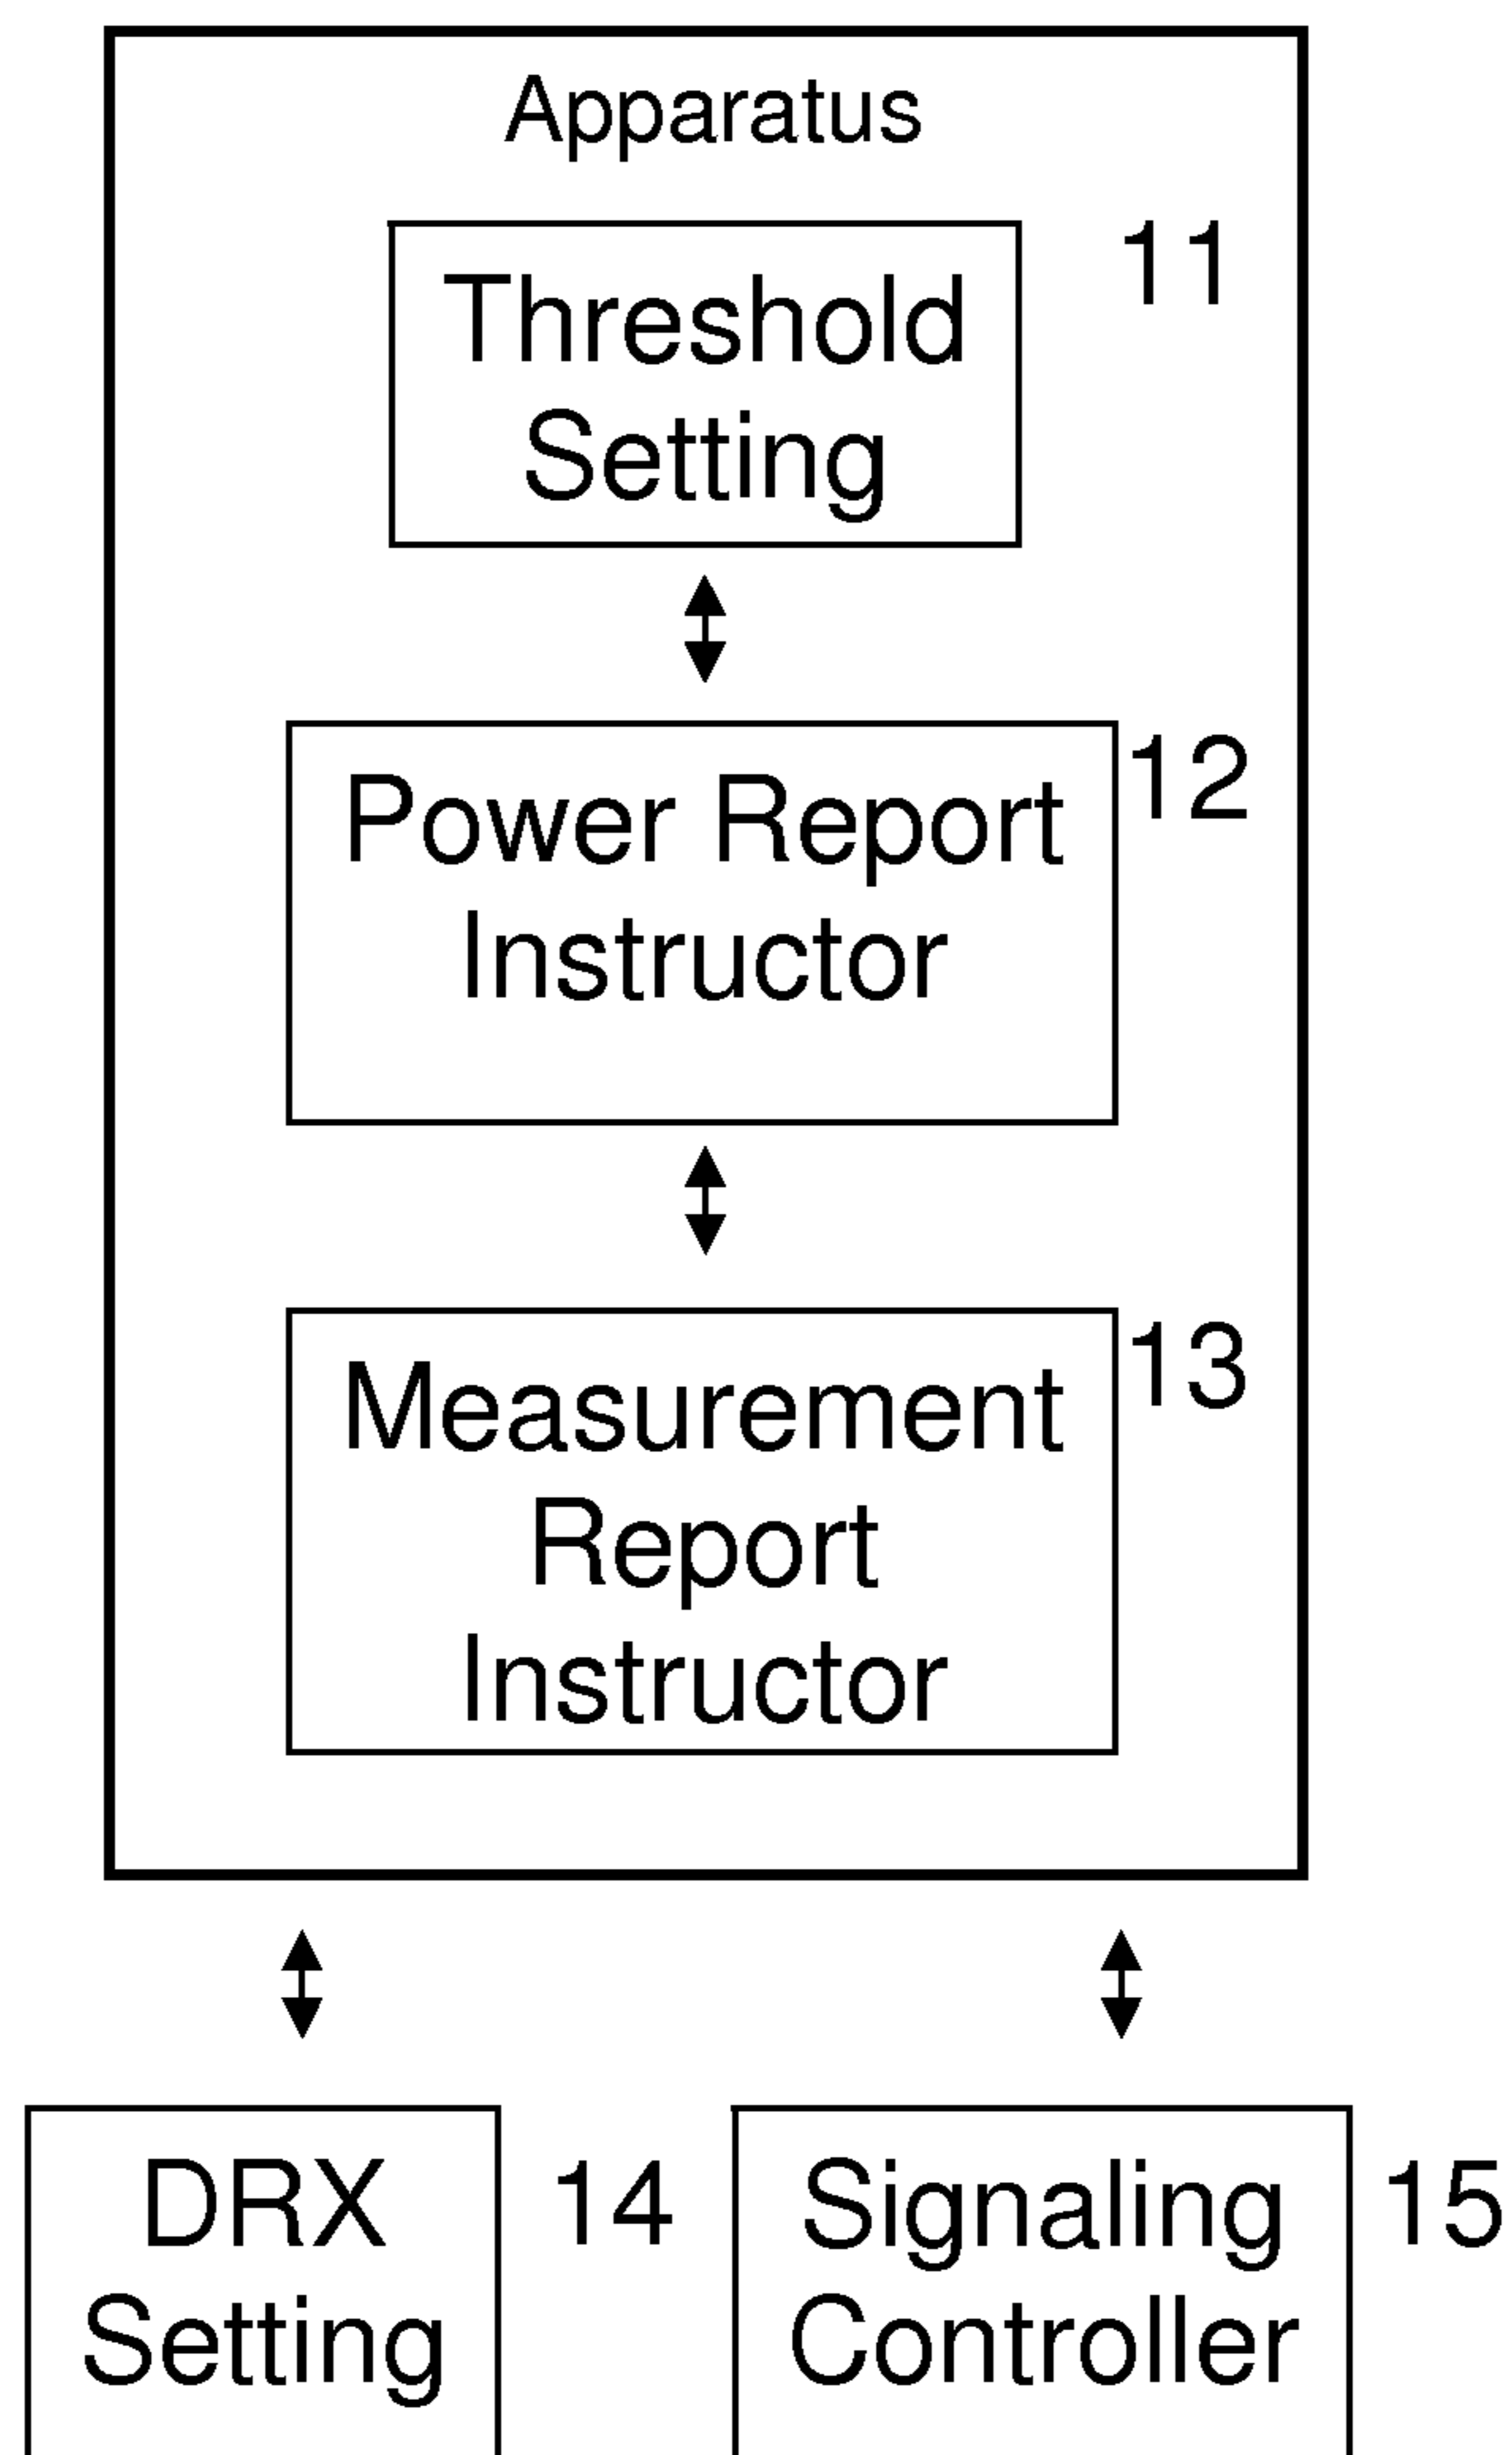 Apparatus
Threshold
Setting
11
Power Report
Instructor
12
Measurement
Report
Instructor
13
DRX
Setting
14
Signaling
Controller
15